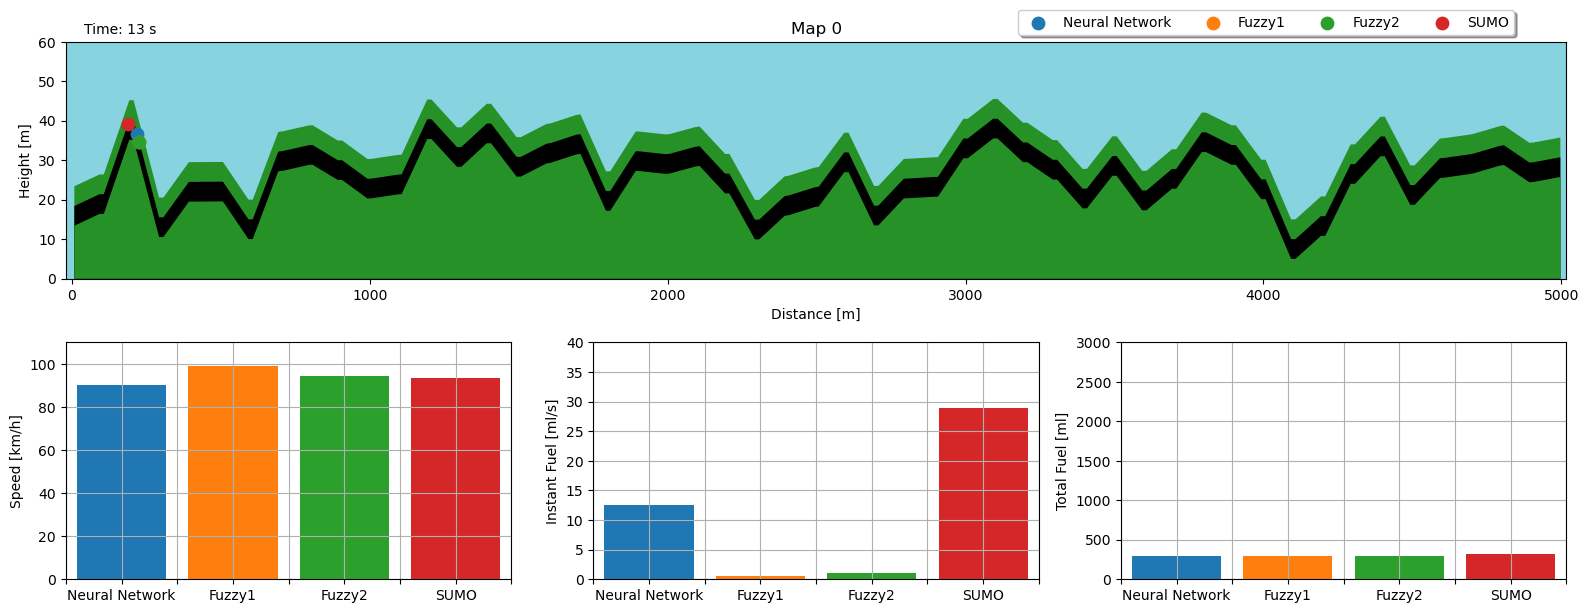 Time: 13 s
Map 0
Neural Network Fuzzy1 Fuzzy2 SUMO
Height [m]
60
50
40
30
20
10
0
0 1000 2000 3000 4000 5000
Distance [m]
Speed [km/h]
100
80
60
40
20
0
Neural Network Fuzzy1 Fuzzy2 SUMO
Instant Fuel [ml/s]
40
35
30
25
20
15
10
5
0
Neural Network Fuzzy1 Fuzzy2 SUMO
Total Fuel [ml]
3000
2500
2000
1500
1000
500
0
Neural Network Fuzzy1 Fuzzy2 SUMO